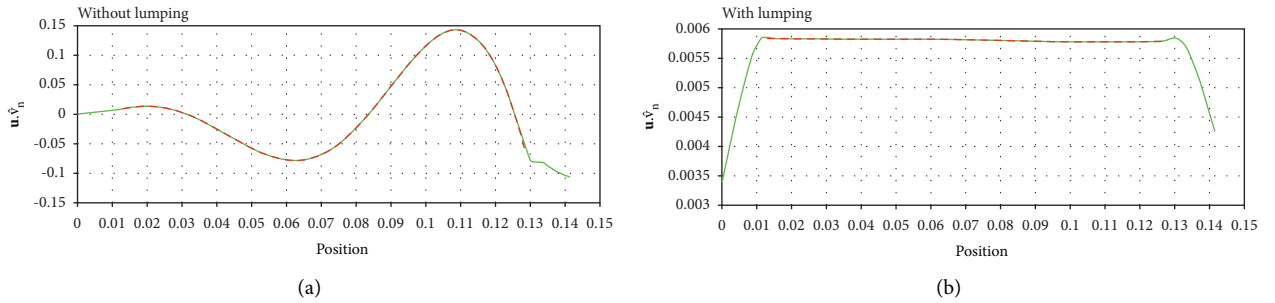 Without lumping
0.15
0.1
0.05
0
-0.05
-0.1
-0.15
u.v̂n
0 0.01 0.02 0.03 0.04 0.05 0.06 0.07 0.08 0.09 0.1 0.11 0.12 0.13 0.14 0.15
Position
(a)
With lumping
0.006
0.0055
0.005
0.0045
0.004
0.0035
0.003
u.v̂n
0 0.01 0.02 0.03 0.04 0.05 0.06 0.07 0.08 0.09 0.10 0.11 0.12 0.13 0.14 0.15
Position
(b)